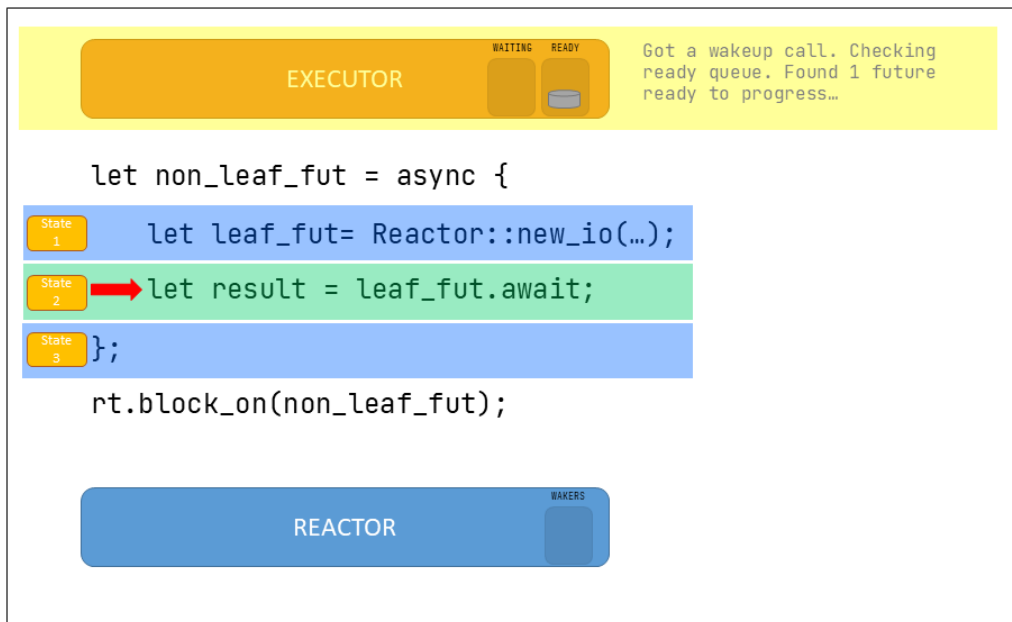 WAITING READY
EXECUTOR
Got a wakeup call. Checking
ready queue. Found 1 future
ready to progress…
let non_leaf_fut = async {
State
1
let leaf_fut= Reactor::new_io(…);
State
2
let result = leaf_fut.await;
State
3
};
rt.block_on(non_leaf_fut);
WAKERS
REACTOR